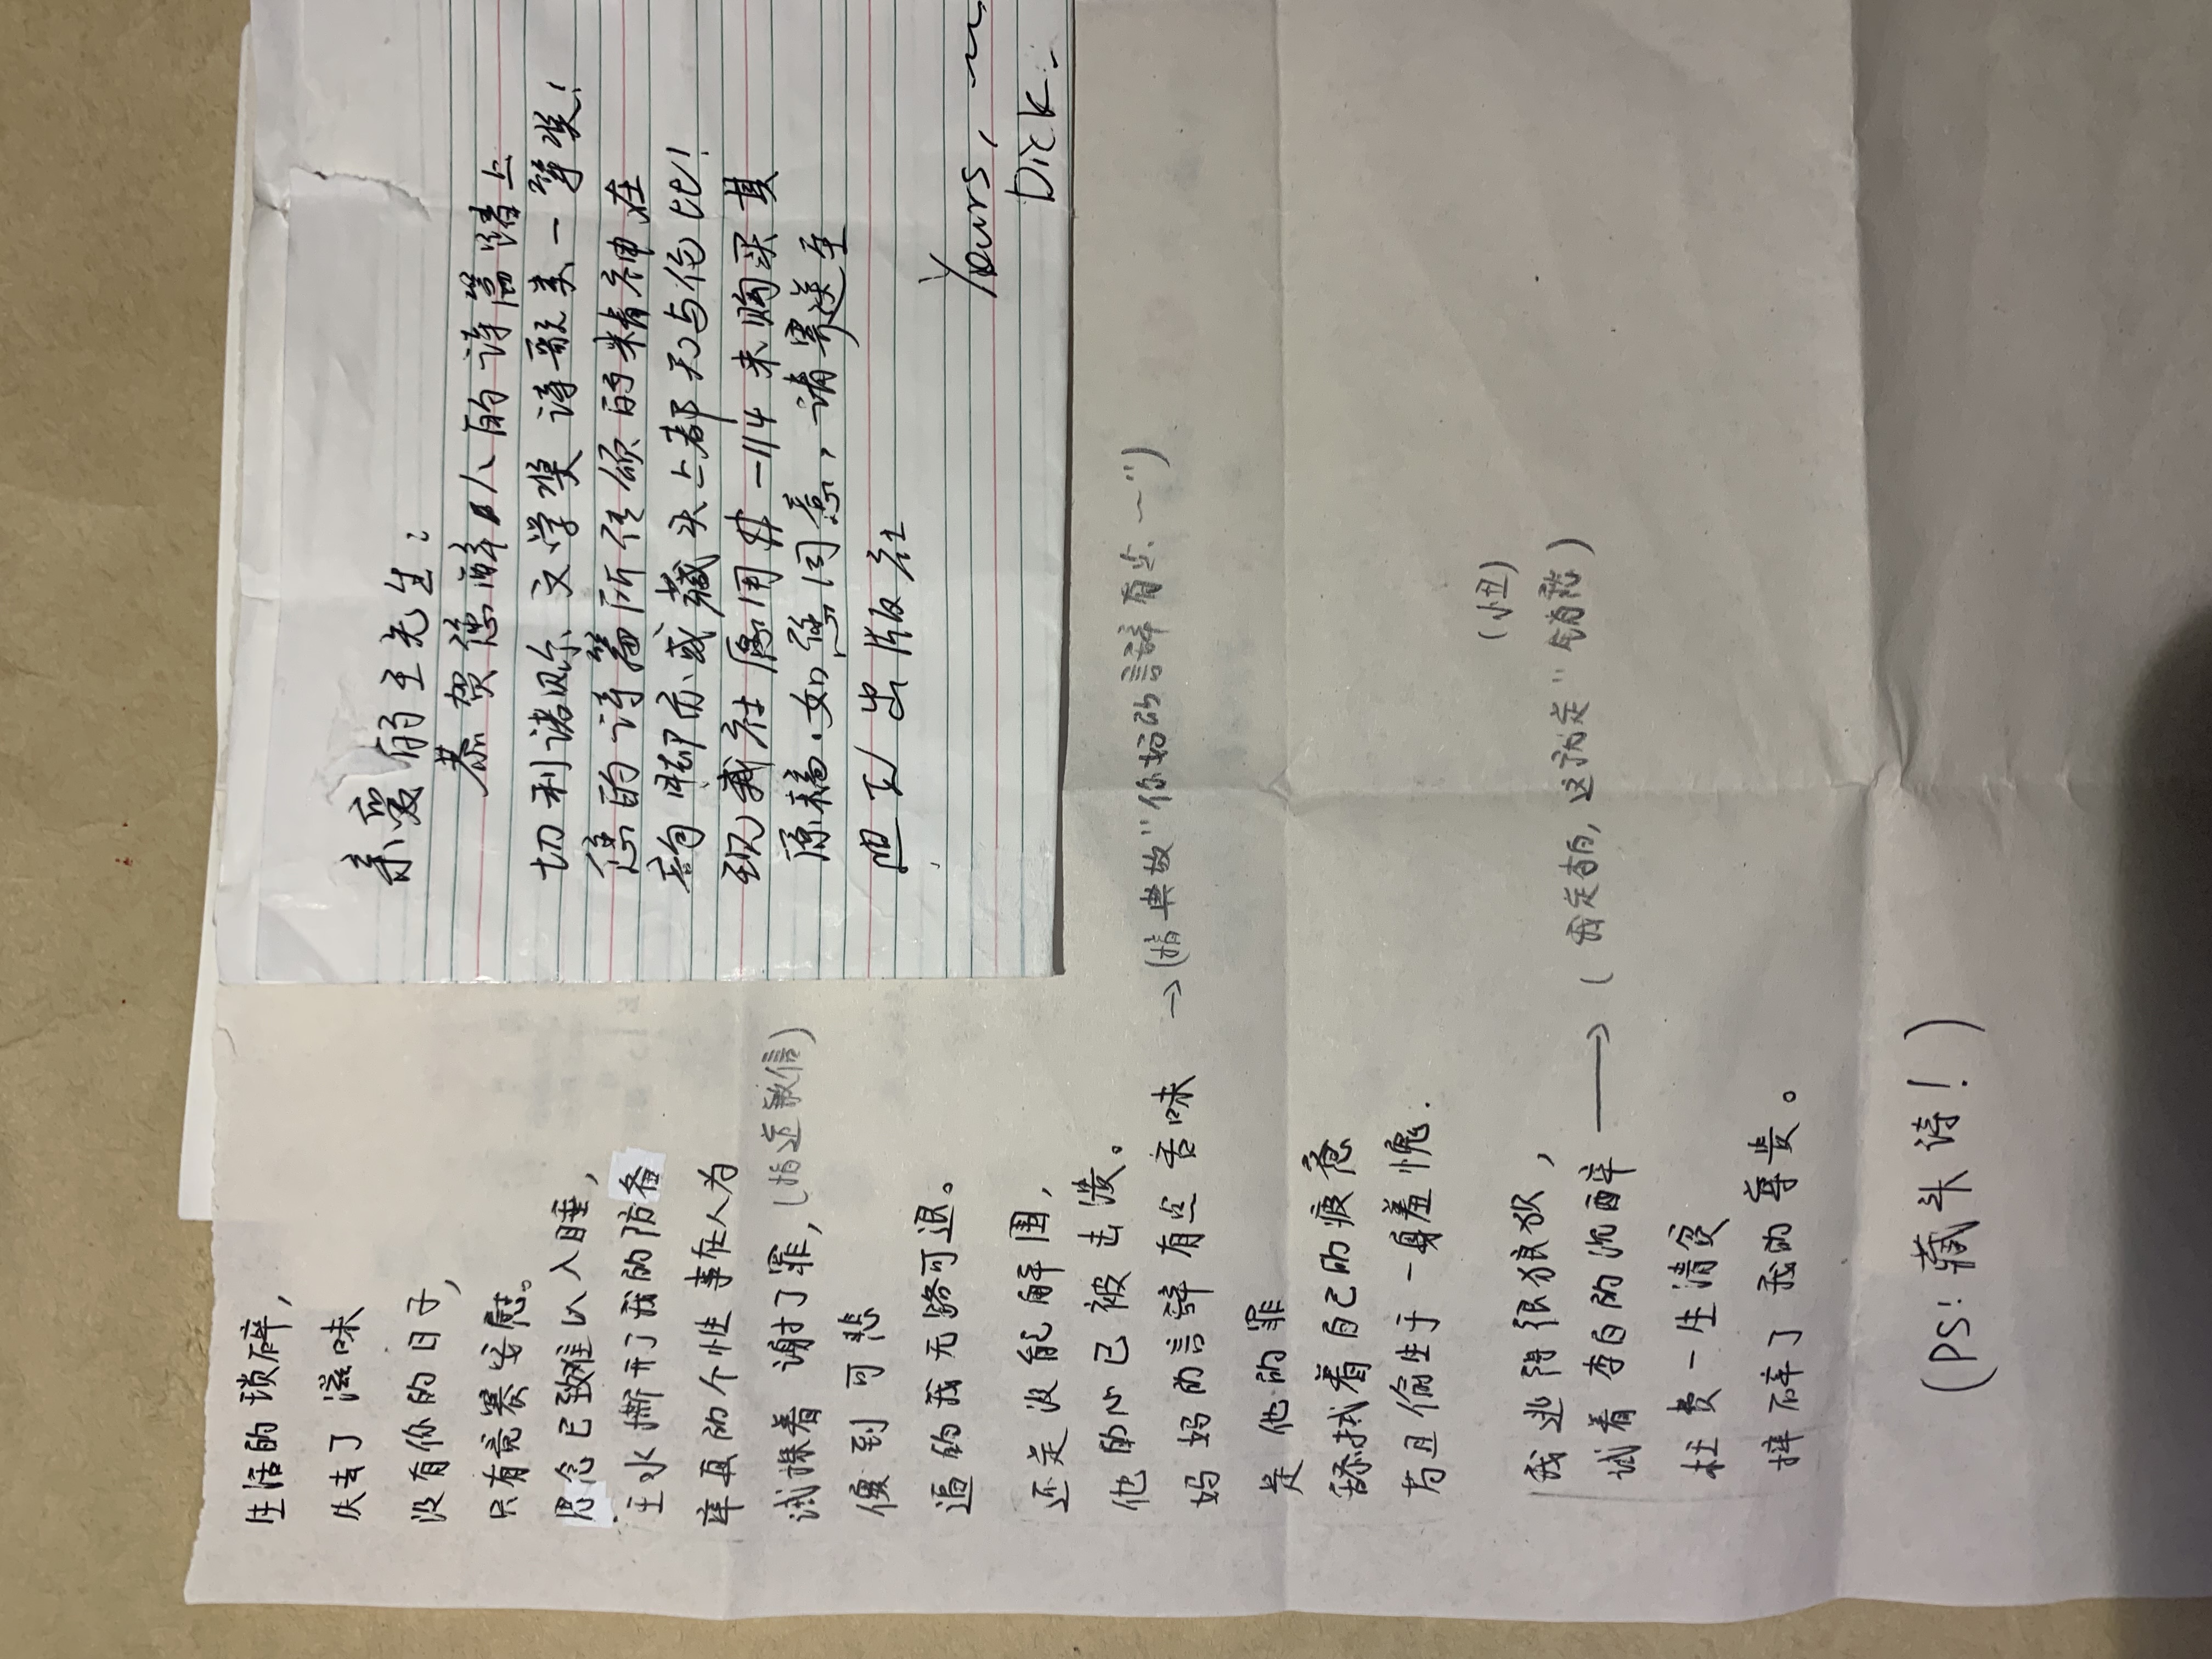 生活的琐碎，
失去了滋味
没有你的日子，
只有竞赛安慰。
思念已致难以入睡，
王水撕开了我的防备
率真的个性事在人为
试探着 谢了罪，(指道歉信)
傻到可悲
逼的我无路可退。
还是没能解围，
他的心已被击溃。
妈妈的言辞有点苦味 →(指典故“你妈的言辞有点~”)
是他的罪
舔拭着自己的疲惫
苟且偷生于一身羞愧.
我逃得很狼狈，
试着李白的沉醉 → (我是李白，这就是“销愁)
(忸)
枉费一生清贫
摔碎了我的尊贵。
(PS：藏头诗！)
亲爱的王先生：
恭贺您醉人的诗篇踏上
切利诺贝尔文学奖诗歌类一等奖！
您的诗篇所传颂的精神在
韵脚亦或藏头上都无与伦比！
现我社愿用$-114来购买其
原稿.如您同意，请寄送至
迪工出版社
Yours, ~
Dick.